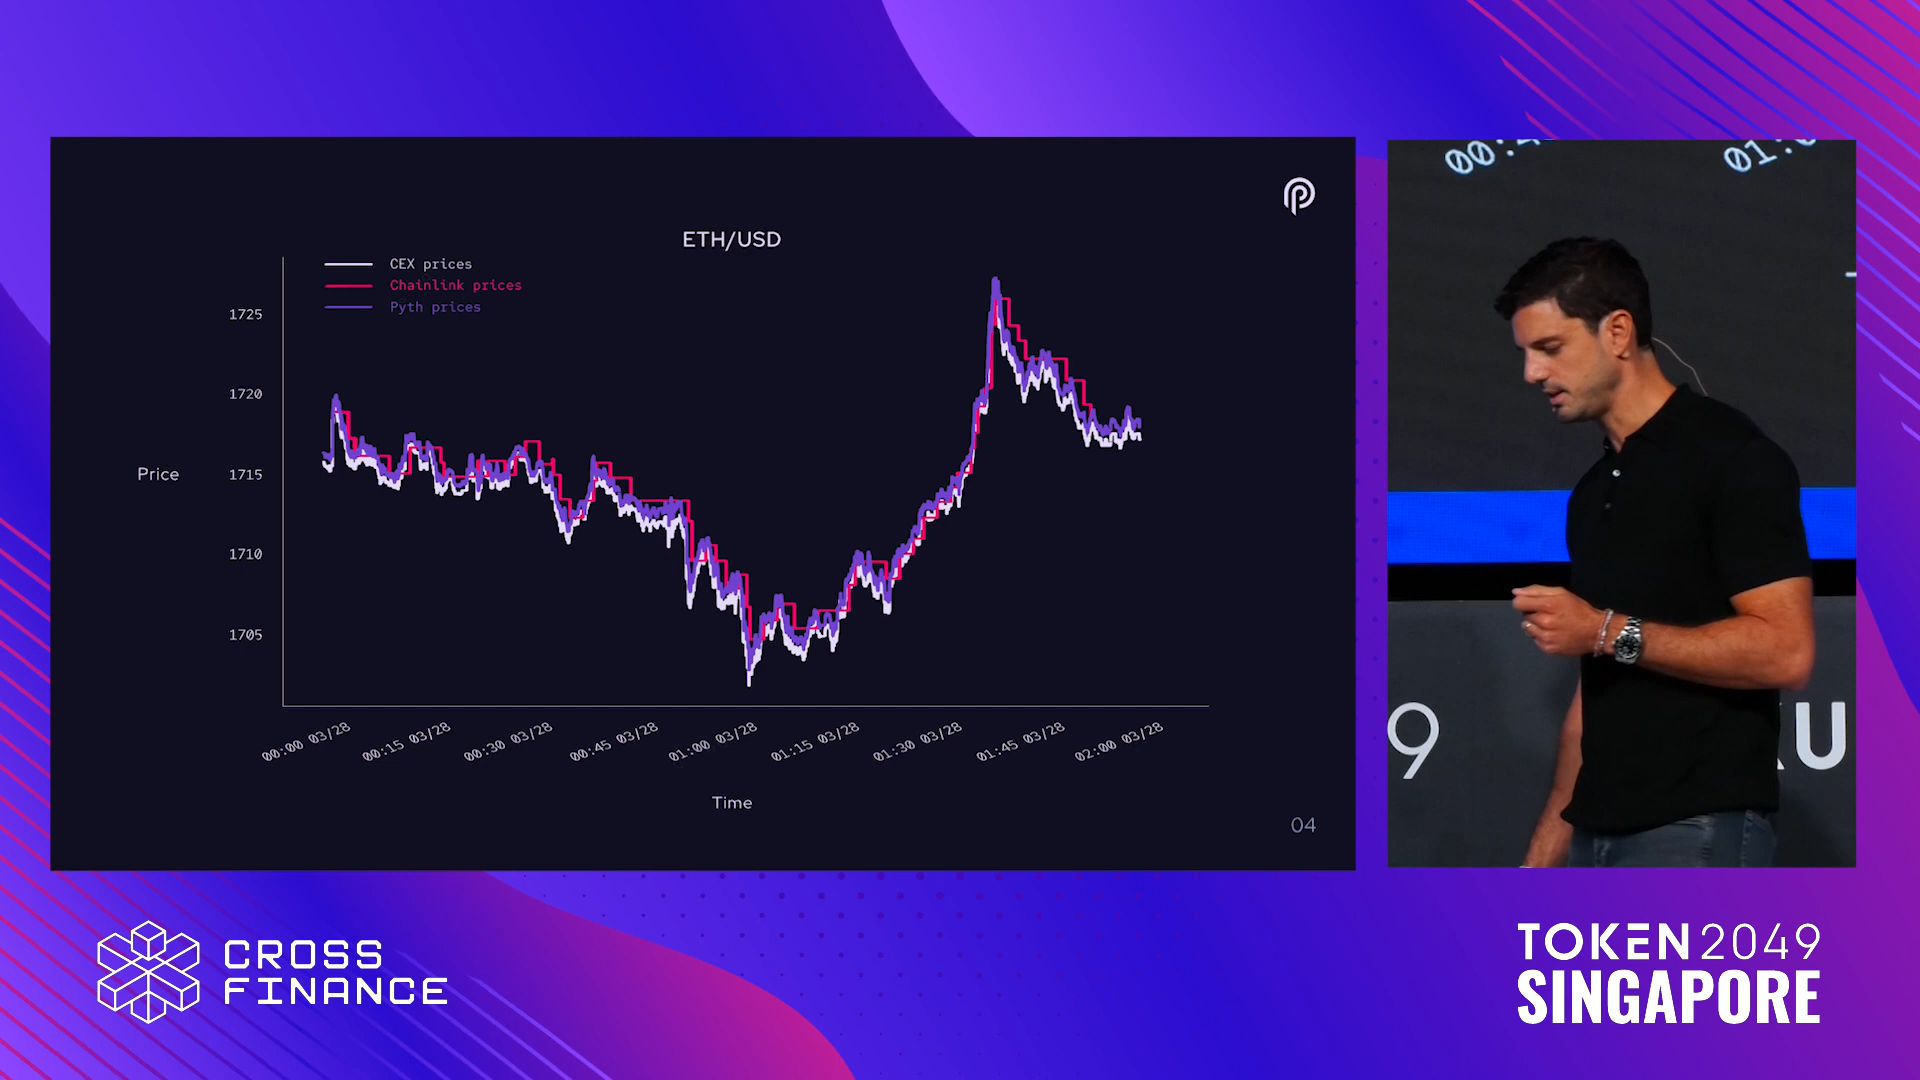 ETH/USD
CEX prices
Chainlink prices
Pyth prices
1725
1720
Price
1715
1710
1705
00:00 03/28
00:15 03/28
00:30 03/28
00:45 03/28
01:00 03/28
01:15 03/28
01:30 03/28
01:45 03/28
02:00 03/28
Time
04
9
U
CROSS
FINANCE
TOKEN2049
SINGAPORE